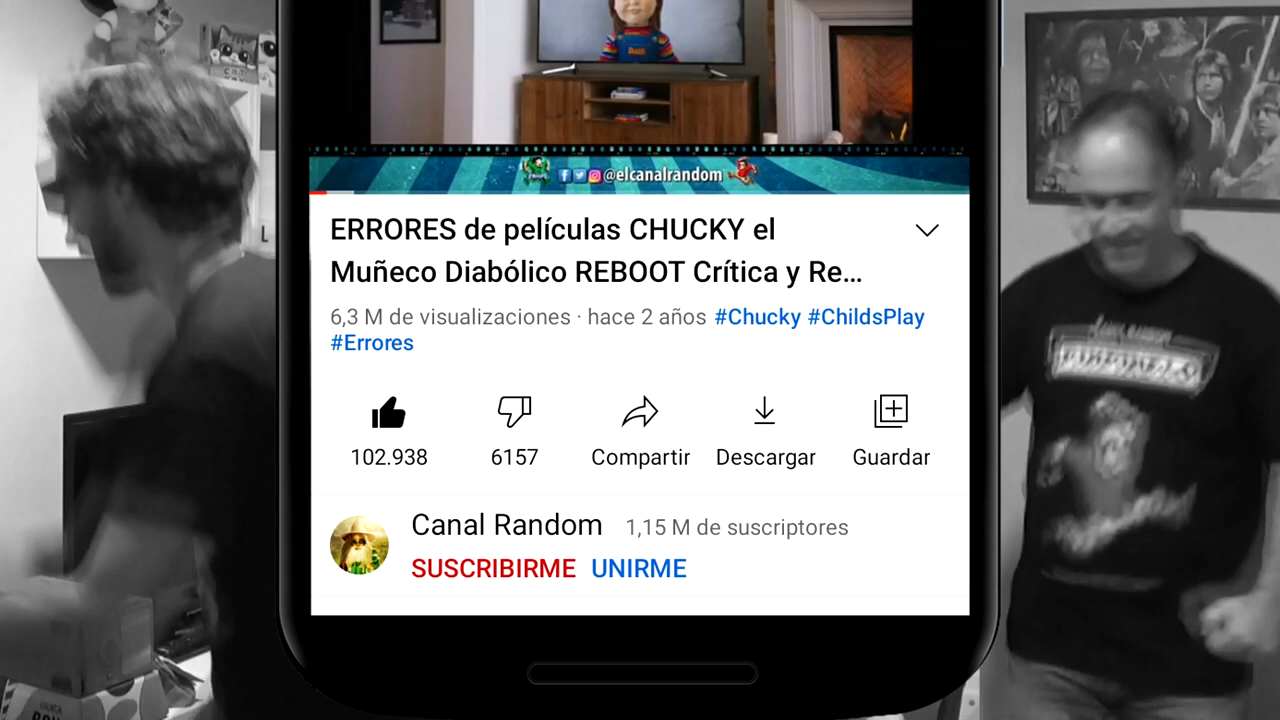 @elcanalrandom
ERRORES de películas CHUCKY el
Muñeco Diabólico REBOOT Crítica y Re...
6,3 M de visualizaciones · hace 2 años #Chucky #ChildsPlay
#Errores
102.938
6157
Compartir
Descargar
Guardar
Canal Random
1,15 M de suscriptores
SUSCRIBIRME
UNIRME